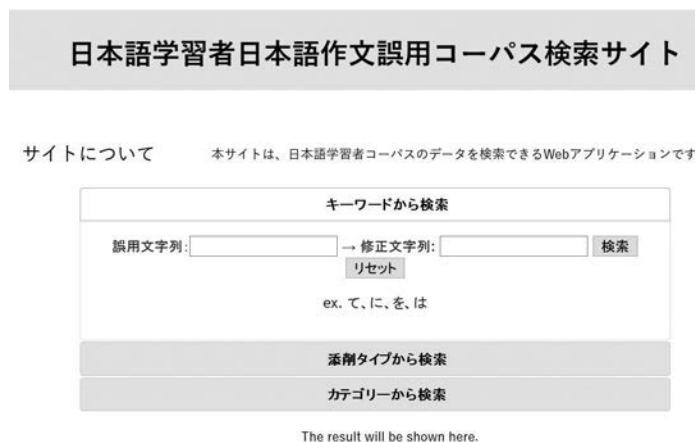 日本語学習者日本語作文誤用コーパス検索サイト
サイトについて 本サイトは、日本語学習者コーパスのデータを検索できるWebアプリケーションです
キーワードから検索
誤用文字列: → 修正文字列: 検索
リセット
ex. て、に、を、は
添削タイプから検索
カテゴリーから検索
The result will be shown here.